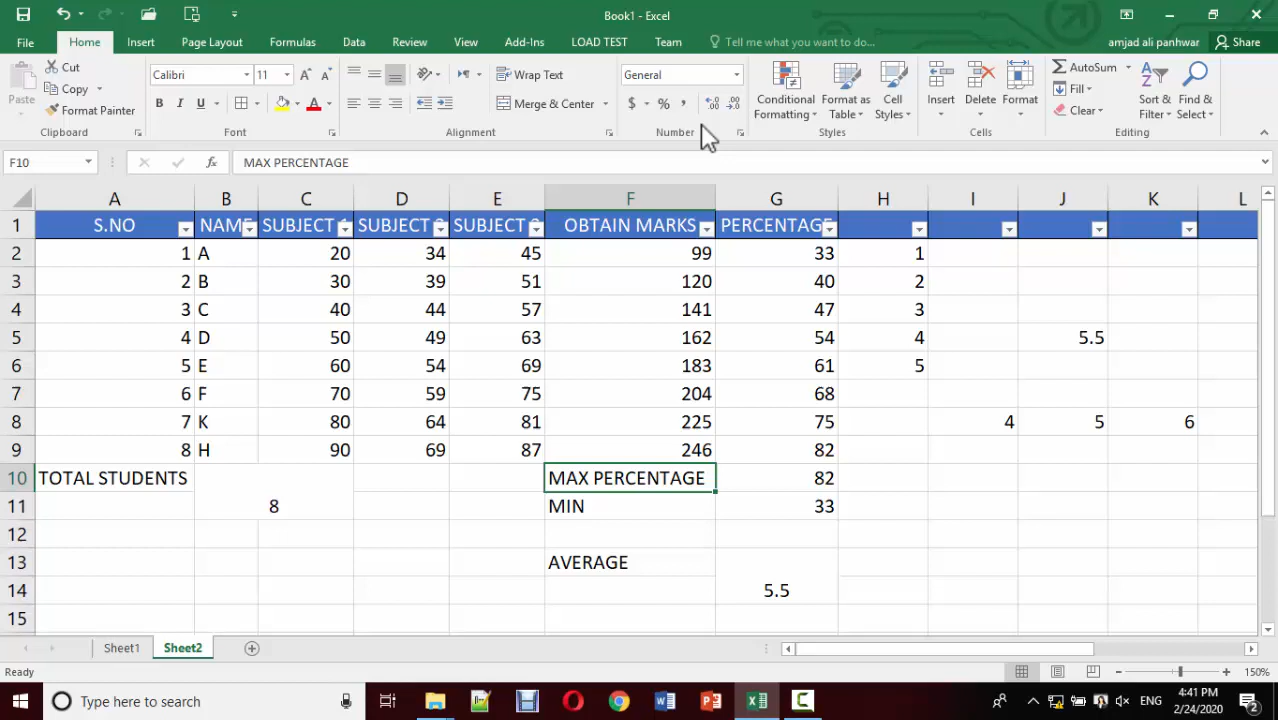 Book1 - Excel
File Home Insert Page Layout Formulas Data Review View Add-Ins LOAD TEST Team Tell me what you want to do... amjad ali panhwar Share
Paste Cut Copy Format Painter Clipboard
Calibri 11 B I U A Font
Wrap Text Merge & Center Alignment
General $ % , Number
Conditional Formatting Format as Table Cell Styles Styles
Insert Delete Format Cells
AutoSum Fill Clear Sort & Filter Find & Select Editing
F10 fx MAX PERCENTAGE
A B C D E F G H I J K L
1 S.NO NAME SUBJECT 1 SUBJECT 2 SUBJECT 3 OBTAIN MARKS PERCENTAGE
2 1 A 20 34 45 99 33 1
3 2 B 30 39 51 120 40 2
4 3 C 40 44 57 141 47 3
5 4 D 50 49 63 162 54 4 5.5
6 5 E 60 54 69 183 61 5
7 6 F 70 59 75 204 68
8 7 K 80 64 81 225 75 4 5 6
9 8 H 90 69 87 246 82
10 TOTAL STUDENTS MAX PERCENTAGE 82
11 8 MIN 33
12
13 AVERAGE
14 5.5
15
Sheet1 Sheet2
Ready 150%
Type here to search ENG 4:41 PM
2/24/2020 2